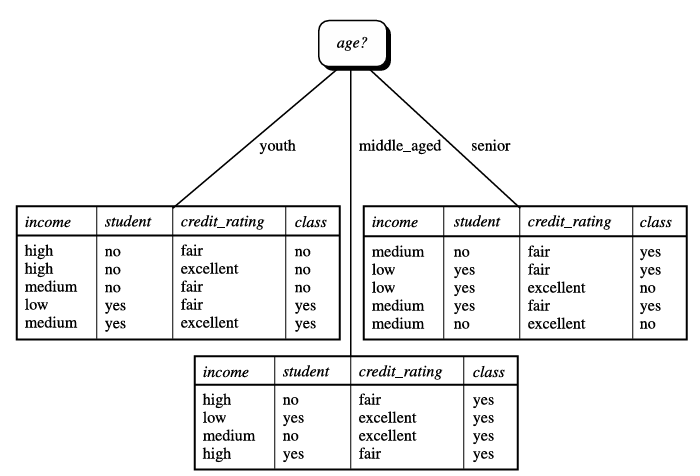 age?
youth
middle_aged
senior
income student credit_rating class
high no fair no
high no excellent no
medium no fair no
low yes fair yes
medium yes excellent yes
income student credit_rating class
medium no fair yes
low yes fair yes
low yes excellent no
medium yes fair yes
medium no excellent no
income student credit_rating class
high no fair yes
low yes excellent yes
medium no excellent yes
high yes fair yes